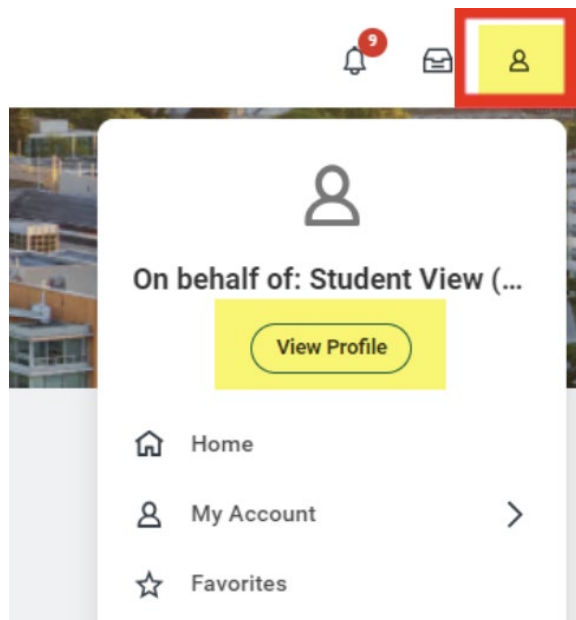 9
On behalf of: Student View (...
View Profile
Home
My Account
Favorites